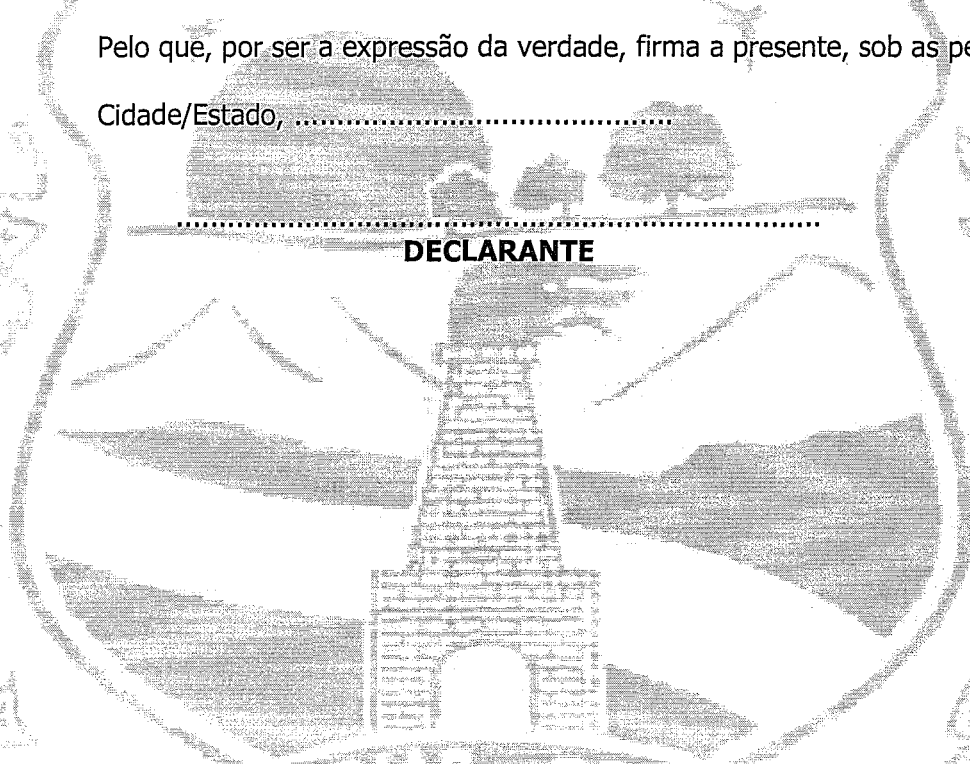 Pelo que, por ser a expressão da verdade, firma a presente, sob as pe
Cidade/Estado, ................................................
................................................................................
DECLARANTE